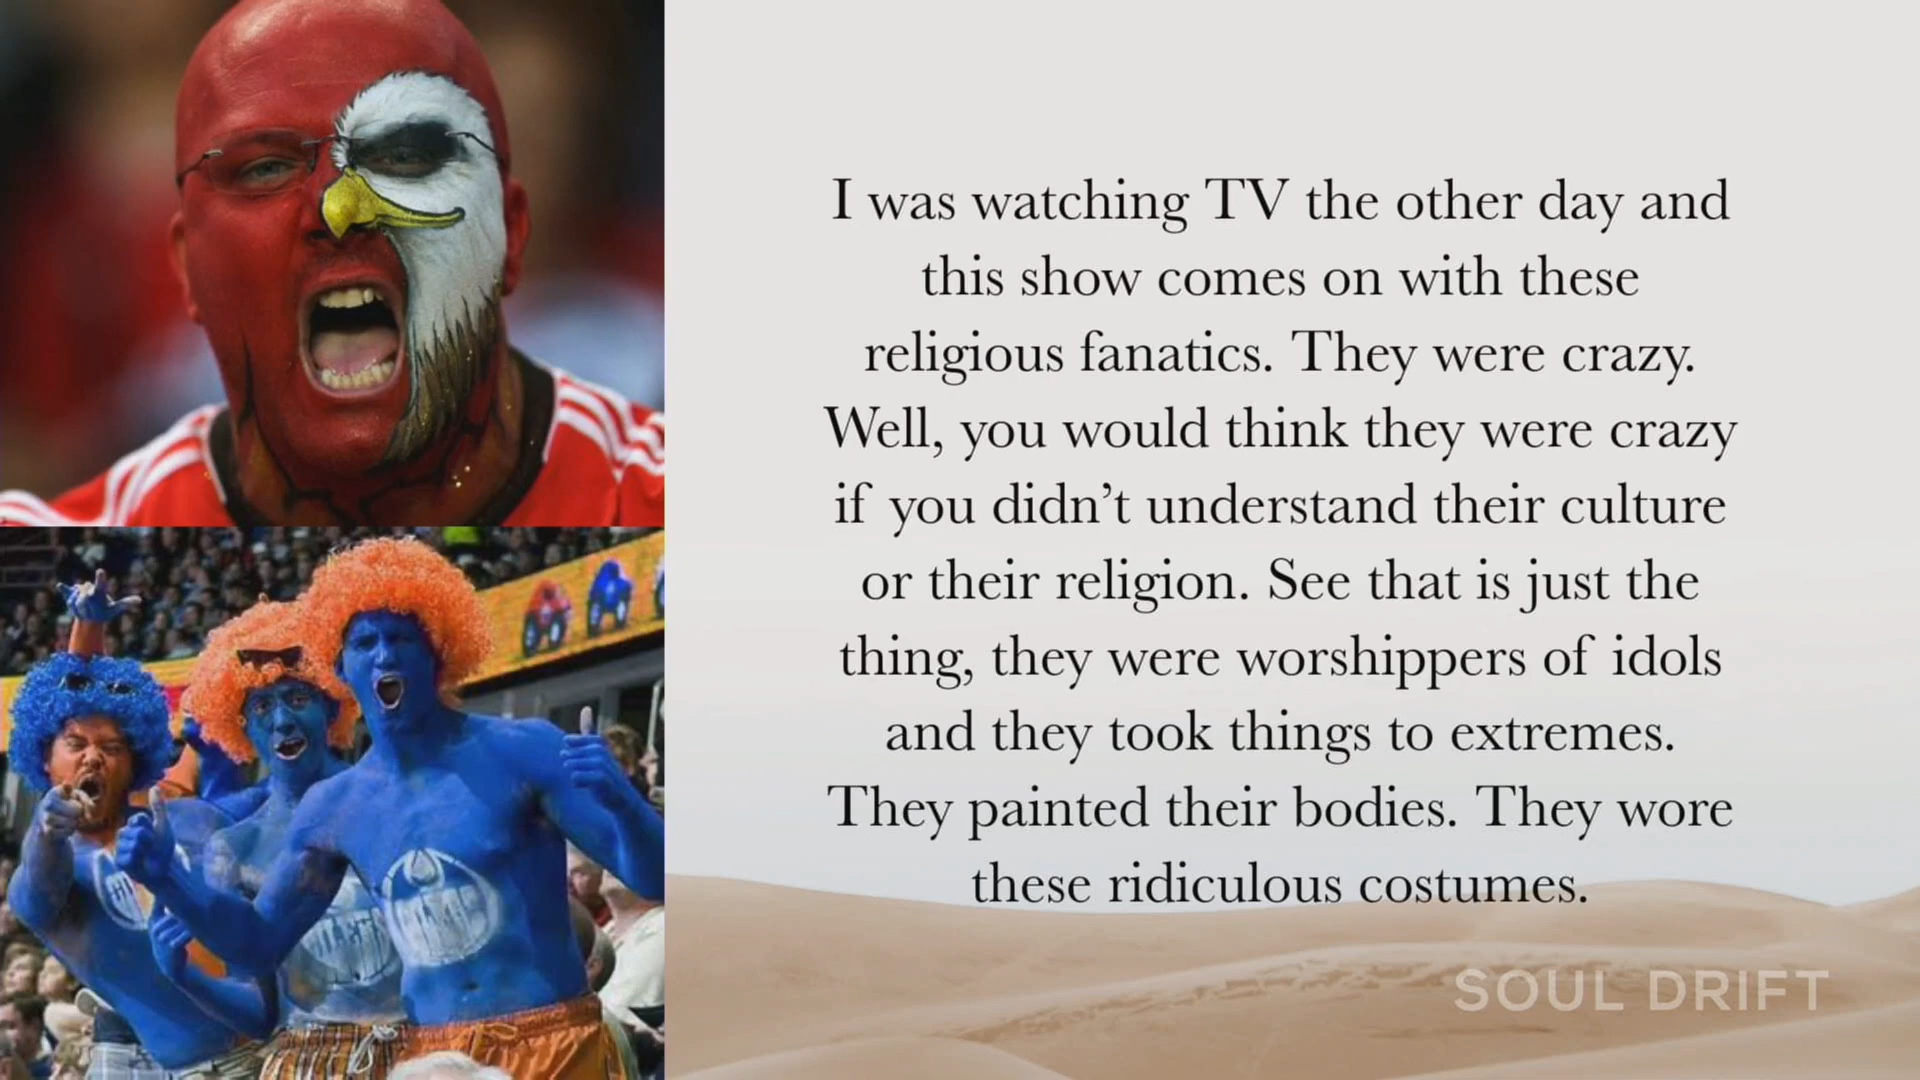 I was watching TV the other day and
this show comes on with these
religious fanatics. They were crazy.
Well, you would think they were crazy
if you didn’t understand their culture
or their religion. See that is just the
thing, they were worshippers of idols
and they took things to extremes.
They painted their bodies. They wore
these ridiculous costumes.
SOUL DRIFT